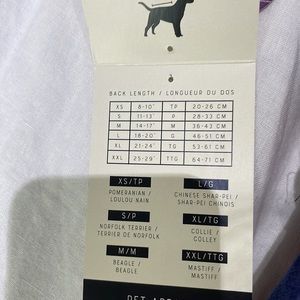 BACK LENGTH / LONGUEUR DU DOS
XS 8-10" TP 20-26 CM
S 11-13" P 28-33 CM
M 14-17" M 36-43 CM
L 18-20" G 46-51 CM
XL 21-24" TG 53-61 CM
XXL 25-29" TTG 64-71 CM
XS/TP
POMERANIAN /
LOULOU NAIN
S/P
NORFOLK TERRIER /
TERRIER DE NORFOLK
M/M
BEAGLE /
BEAGLE
L/G
CHINESE SHAR-PEI /
SHAR-PEI CHINOIS
XL/TG
COLLIE /
COLLEY
XXL/TTG
MASTIFF /
MASTIFF